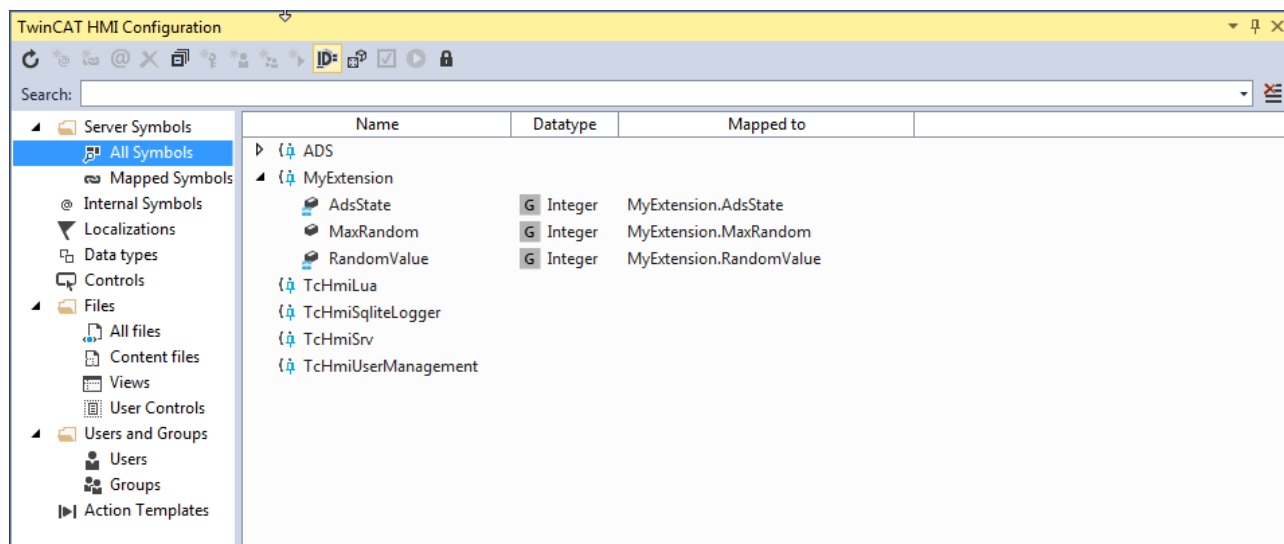 TwinCAT HMI Configuration
ID:
Search:
Server Symbols
All Symbols
Mapped Symbols
Internal Symbols
Localizations
Data types
Controls
Files
All files
Content files
Views
User Controls
Users and Groups
Users
Groups
Action Templates
Name Datatype Mapped to
ADS
MyExtension
AdsState G Integer MyExtension.AdsState
MaxRandom G Integer MyExtension.MaxRandom
RandomValue G Integer MyExtension.RandomValue
TcHmiLua
TcHmiSqliteLogger
TcHmiSrv
TcHmiUserManagement